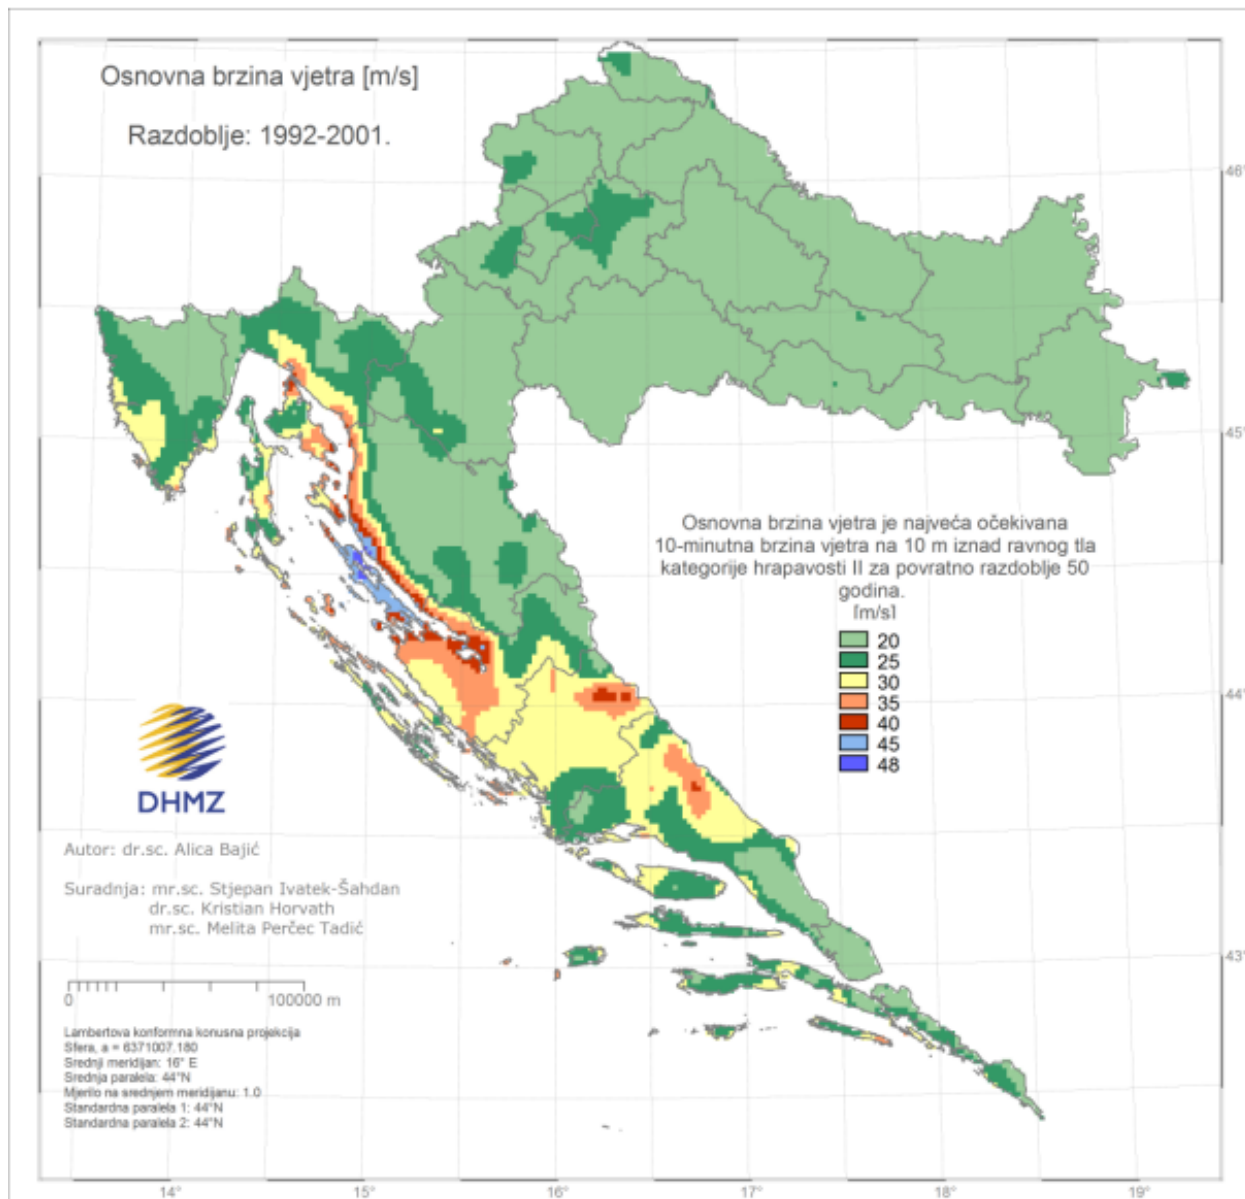 Osnovna brzina vjetra [m/s]
Razdoblje: 1992-2001.
46°
45°
Osnovna brzina vjetra je najveća očekivana
10-minutna brzina vjetra na 10 m iznad ravnog tla
kategorije hrapavosti II za povratno razdoblje 50
godina.
[m/s]
20
25
30
35
40
45
48
44°
DHMZ
Autor: dr.sc. Alica Bajić
Suradnja: mr.sc. Stjepan Ivatek-Šahdan
dr.sc. Kristian Horvath
mr.sc. Melita Perčec Tadić
43°
0 100000 m
Lambertova konformna konusna projekcija
Sfera, a = 6371007.180
Srednji meridijan: 16° E
Srednja paralela: 44°N
Mjerilo na srednjem meridijanu: 1.0
Standardna paralela 1: 44°N
Standardna paralela 2: 44°N
14° 15° 16° 17° 18° 19°